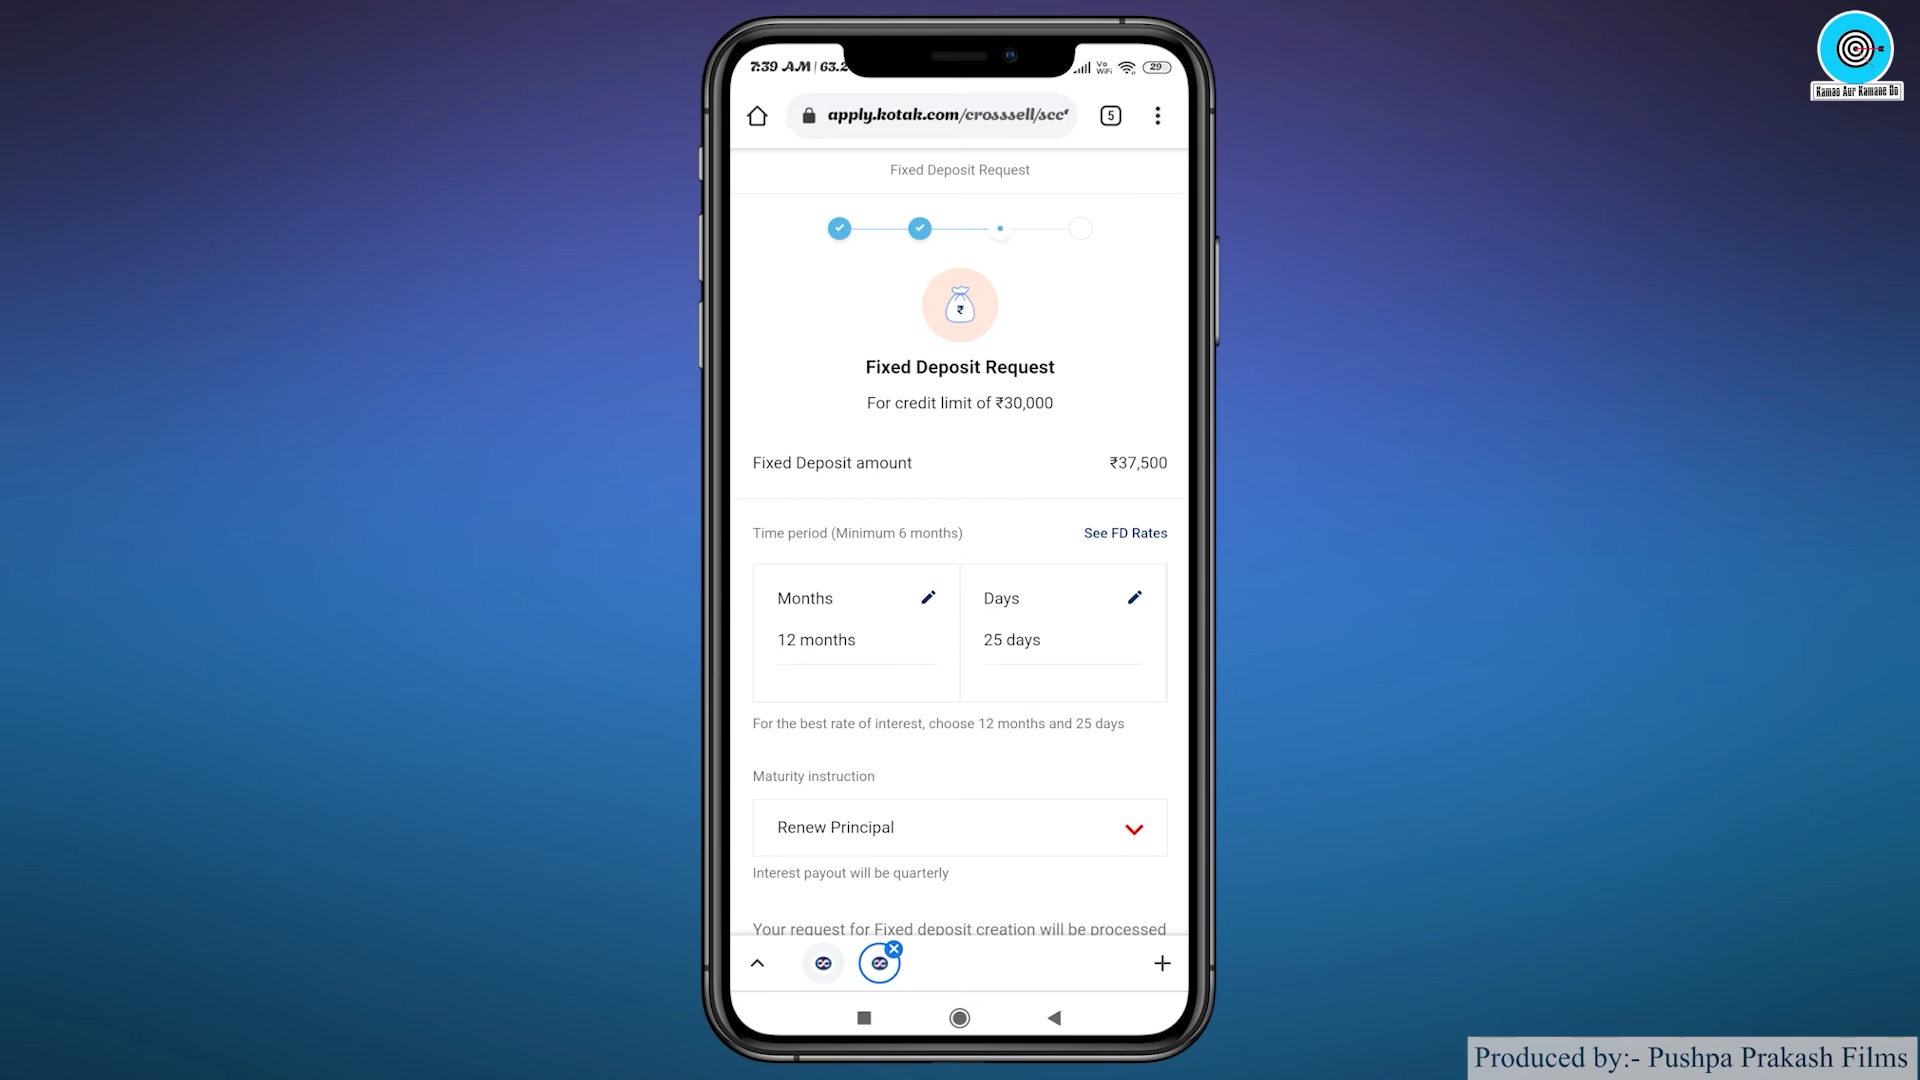 Kamao Aur Kamane Do
7:39 AM | 63.2
Vo WiFi
29
apply.kotak.com/crosssell/scc
5
Fixed Deposit Request
₹
Fixed Deposit Request
For credit limit of ₹30,000
Fixed Deposit amount ₹37,500
Time period (Minimum 6 months) See FD Rates
Months Days
12 months 25 days
For the best rate of interest, choose 12 months and 25 days
Maturity instruction
Renew Principal
Interest payout will be quarterly
Your request for Fixed deposit creation will be processed
Produced by:- Pushpa Prakash Films